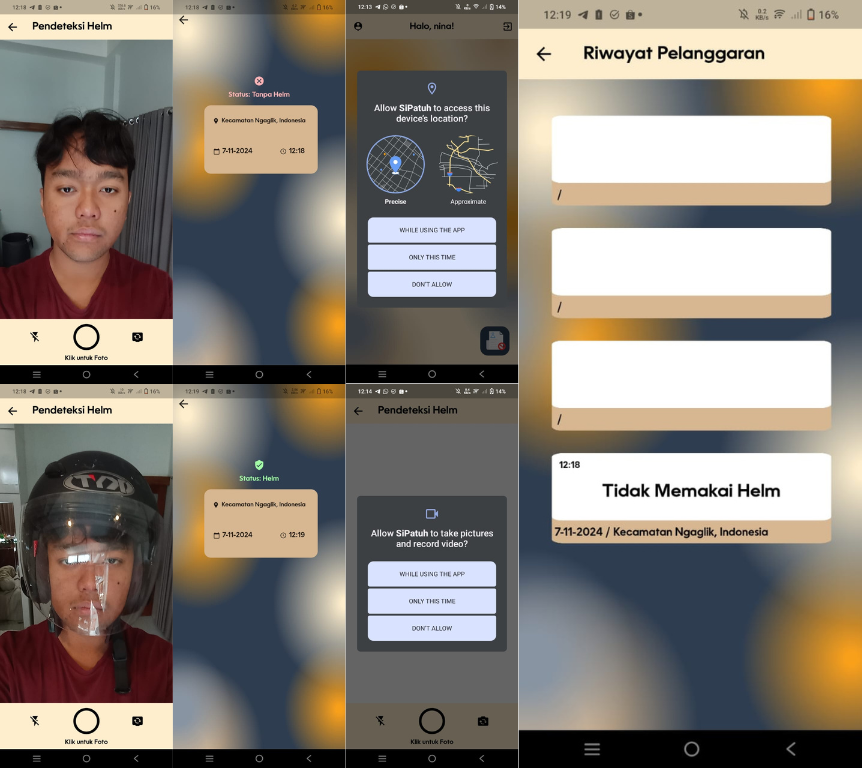 12:18
16%
Pendeteksi Helm
Klik untuk Foto
12:18
16%
Status: Tanpa Helm
Kecamatan Ngaglik, Indonesia
7-11-2024
12:18
12:13
14%
Halo, nina!
Allow SiPatuh to access this
device's location?
Precise
Approximate
WHILE USING THE APP
ONLY THIS TIME
DON'T ALLOW
12:18
16%
Pendeteksi Helm
Klik untuk Foto
12:19
16%
Status: Helm
Kecamatan Ngaglik, Indonesia
7-11-2024
12:19
12:14
14%
Pendeteksi Helm
Allow SiPatuh to take pictures
and record video?
WHILE USING THE APP
ONLY THIS TIME
DON'T ALLOW
Klik untuk Foto
12:19
0.2
KB/s
16%
Riwayat Pelanggaran
/
/
/
12:18
Tidak Memakai Helm
7-11-2024 / Kecamatan Ngaglik, Indonesia